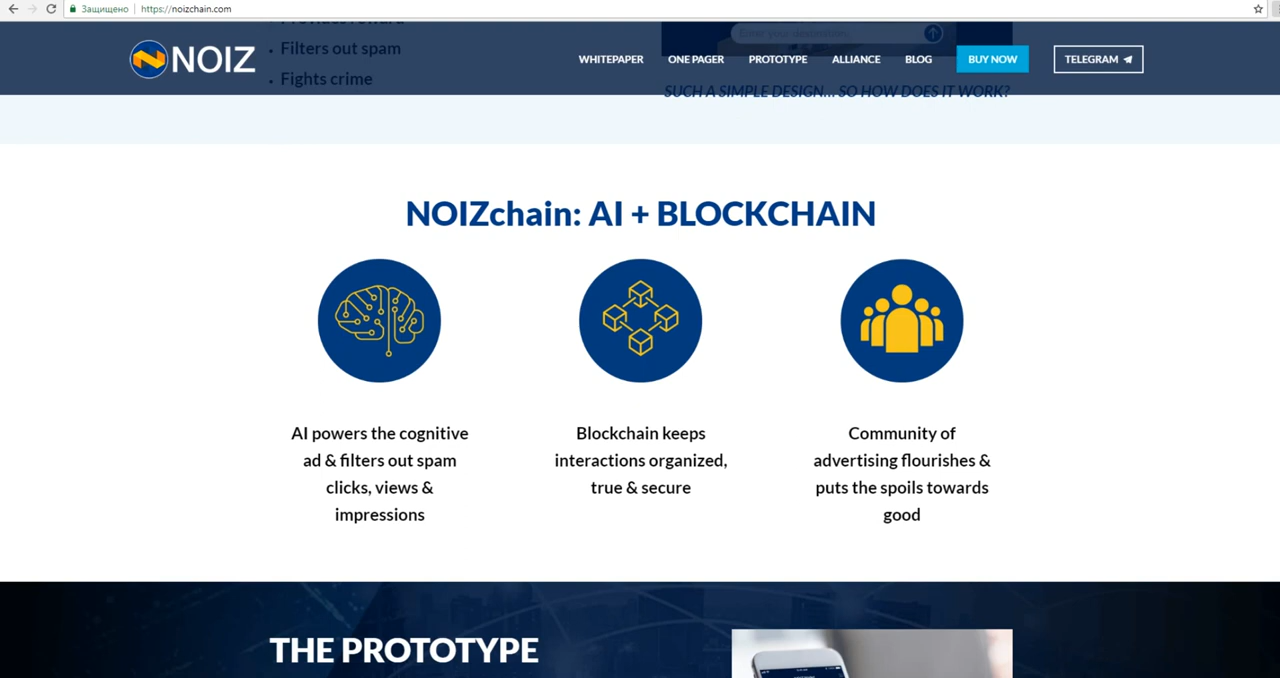 Защищено https://noizchain.com
Filters out spam
Fights crime
NOIZ
WHITEPAPER ONE PAGER PROTOTYPE ALLIANCE BLOG BUY NOW TELEGRAM
Enter your destination
SUCH A SIMPLE DESIGN... SO HOW DOES IT WORK?
NOIZchain: AI + BLOCKCHAIN
AI powers the cognitive
ad & filters out spam
clicks, views &
impressions
Blockchain keeps
interactions organized,
true & secure
Community of
advertising flourishes &
puts the spoils towards
good
THE PROTOTYPE